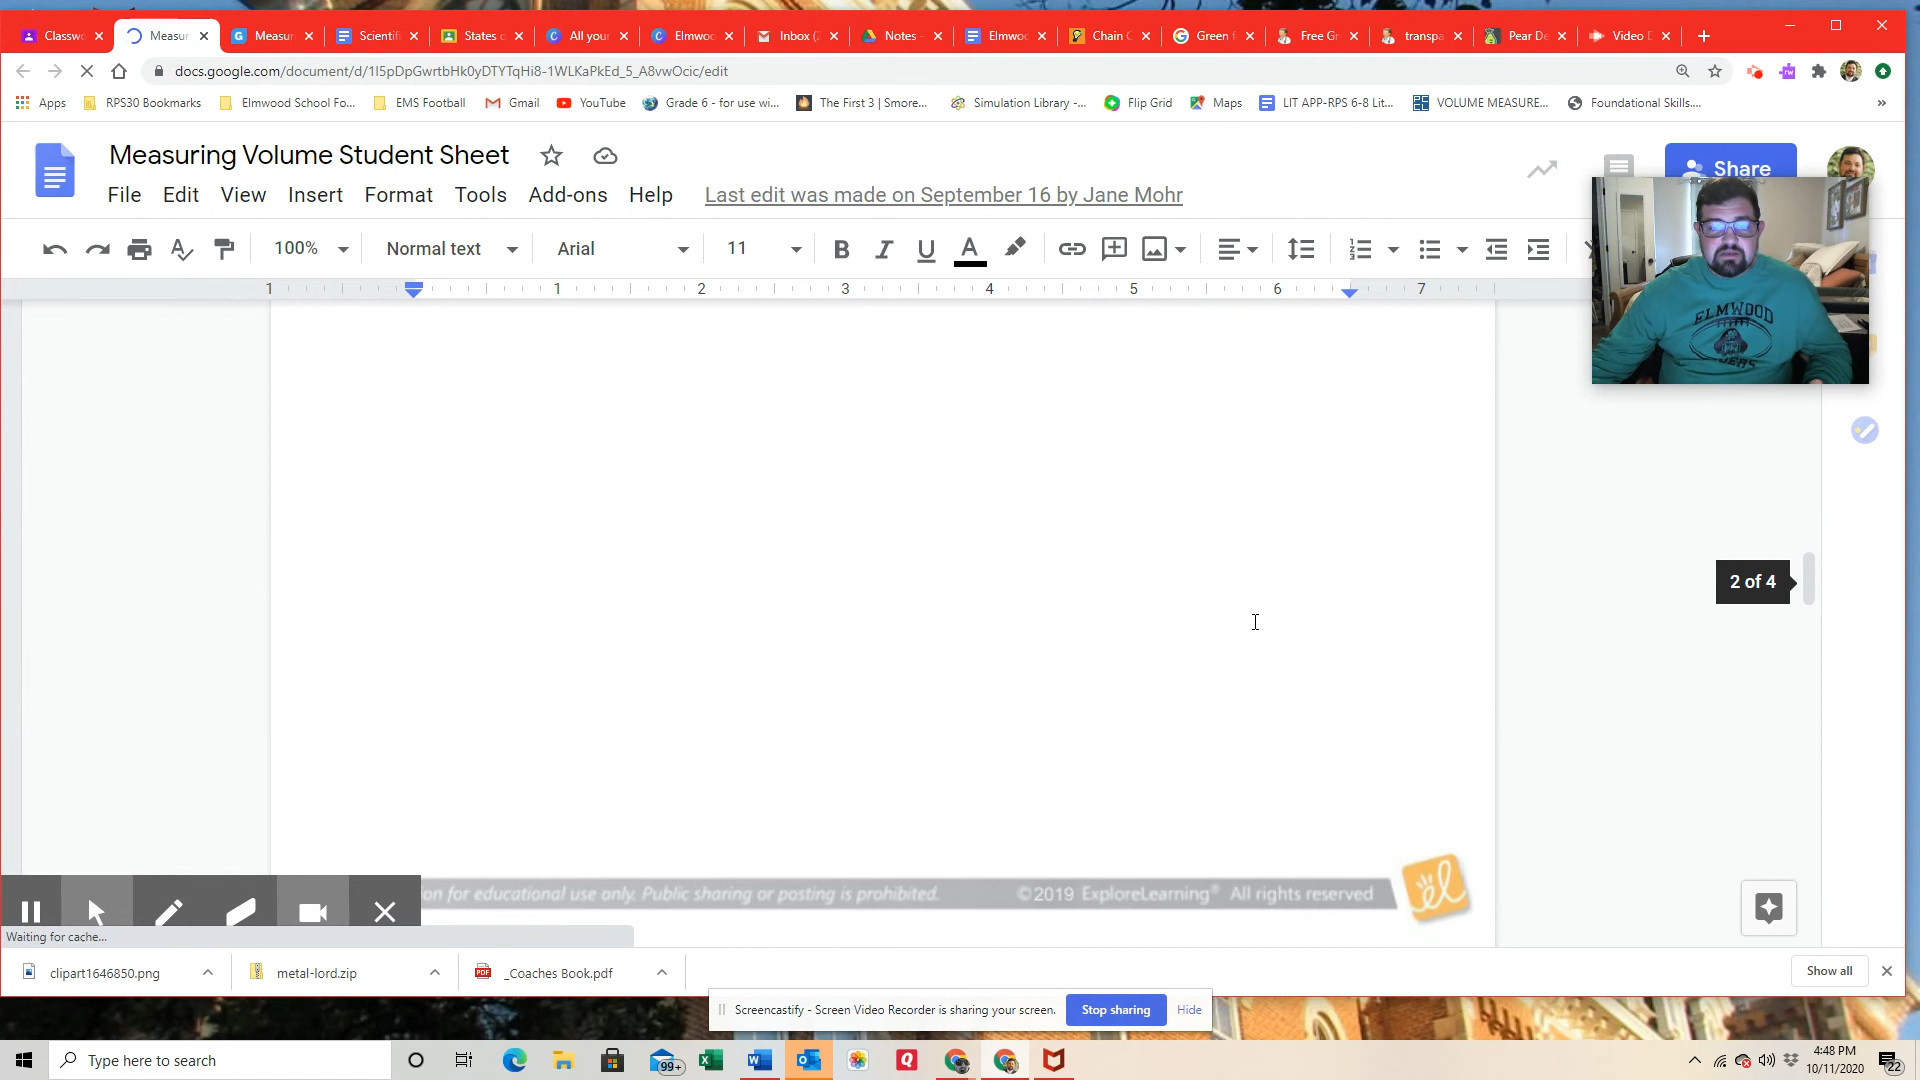 Classwo
Measur
Measur
Scientifi
States o
All your
Elmwo
Inbox (2
Notes -
Elmwo
Chain C
Green f
Free Gr
transpa
Pear De
Video D
docs.google.com/document/d/1I5pDpGwrtbHk0yDTYTqHi8-1WLKaPkEd_5_A8vwOcic/edit
Apps
RPS30 Bookmarks
Elmwood School Fo...
EMS Football
Gmail
YouTube
Grade 6 - for use wi...
The First 3 | Smore...
Simulation Library -...
Flip Grid
Maps
LIT APP-RPS 6-8 Lit...
VOLUME MEASURE...
Foundational Skills....
»
Measuring Volume Student Sheet
Share
File Edit View Insert Format Tools Add-ons Help
Last edit was made on September 16 by Jane Mohr
100%
Normal text
Arial
11
B I U A
1 1 2 3 4 5 6 7
ELMWOOD
2 of 4
on for educational use only. Public sharing or posting is prohibited.
©2019 ExploreLearning® All rights reserved
el
Waiting for cache...
clipart1646850.png
metal-lord.zip
PDF
_Coaches Book.pdf
Show all
Screencastify - Screen Video Recorder is sharing your screen.
Stop sharing
Hide
Type here to search
99+
4:48 PM
10/11/2020
22